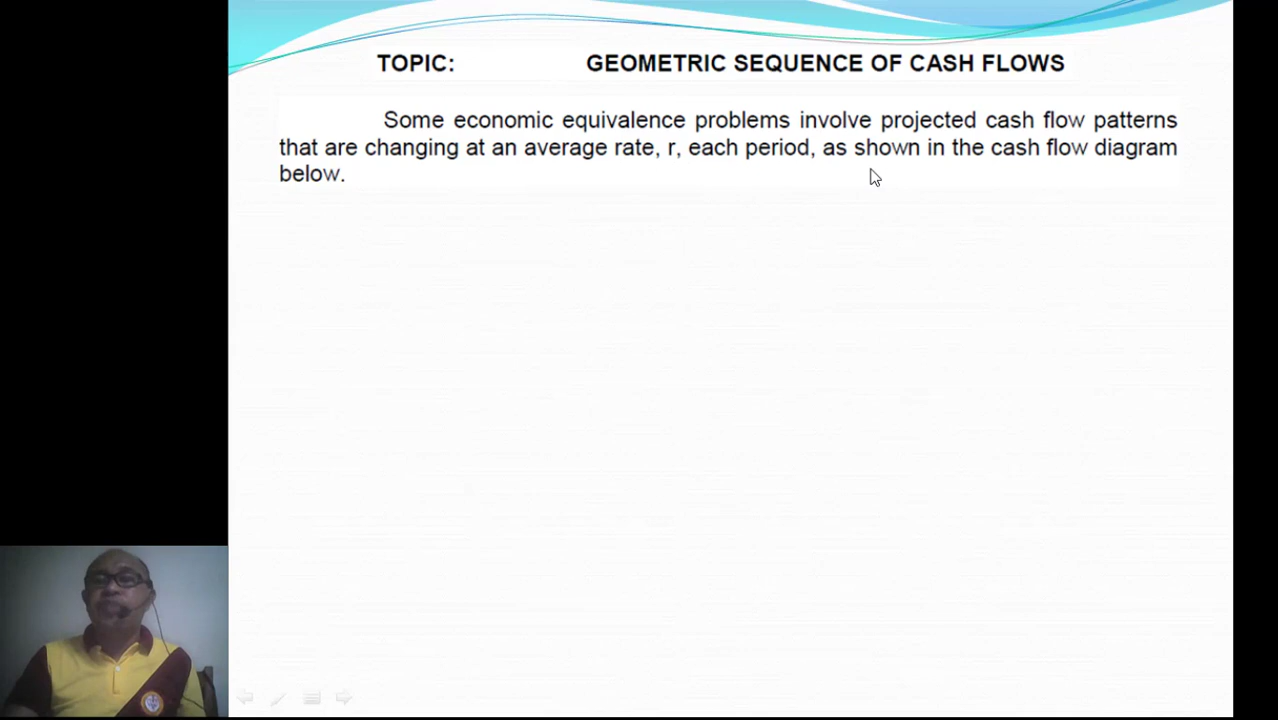 TOPIC: GEOMETRIC SEQUENCE OF CASH FLOWS
Some economic equivalence problems involve projected cash flow patterns
that are changing at an average rate, r, each period, as shown in the cash flow diagram
below.